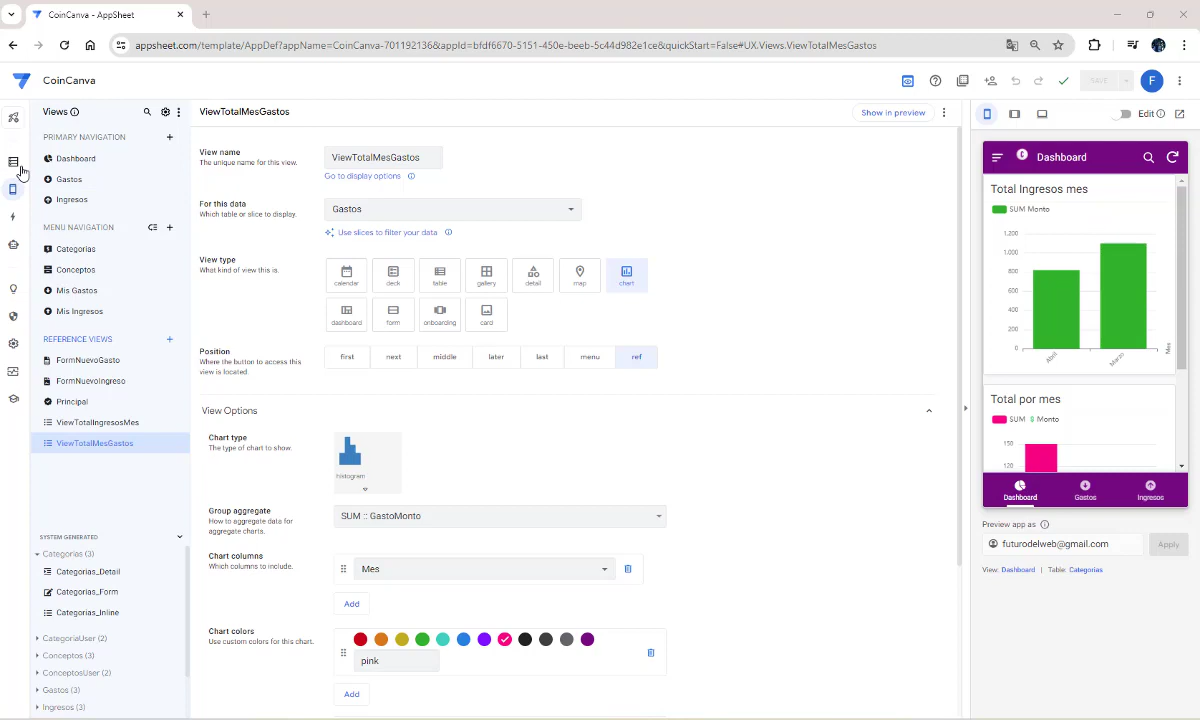 CoinCanva - AppSheet
appsheet.com/template/AppDef?appName=CoinCanva-701192136&appId=bfdf6670-5151-450e-beeb-5c44d982e1ce&quickStart=False#UX.Views.ViewTotalMesGastos
CoinCanva
SAVE
F
Views
PRIMARY NAVIGATION
Dashboard
Gastos
Ingresos
MENU NAVIGATION
Categorias
Conceptos
Mis Gastos
Mis Ingresos
REFERENCE VIEWS
FormNuevoGasto
FormNuevoIngreso
Principal
ViewTotalIngresosMes
ViewTotalMesGastos
SYSTEM GENERATED
Categorias (3)
Categorias_Detail
Categorias_Form
Categorias_Inline
CategoriaUser (2)
Conceptos (3)
ConceptosUser (2)
Gastos (3)
Ingresos (3)
ViewTotalMesGastos
Show in preview
View name
The unique name for this view.
ViewTotalMesGastos
Go to display options
For this data
Which table or slice to display.
Gastos
Use slices to filter your data
View type
What kind of view this is.
calendar
deck
table
gallery
detail
map
chart
dashboard
form
onboarding
card
Position
Where the button to access this
view is located.
first
next
middle
later
last
menu
ref
View Options
Chart type
The type of chart to show.
histogram
Group aggregate
How to aggregate data for
aggregate charts.
SUM :: GastoMonto
Chart columns
Which columns to include.
Mes
Add
Chart colors
Use custom colors for this chart.
pink
Add
Edit
Dashboard
Total Ingresos mes
SUM Monto
1,200
1,000
800
600
400
200
0
Abril
Marzo
Mes
Total por mes
SUM $ Monto
150
120
Dashboard
Gastos
Ingresos
Preview app as
futurodelweb@gmail.com
Apply
View: Dashboard | Table: Categorias